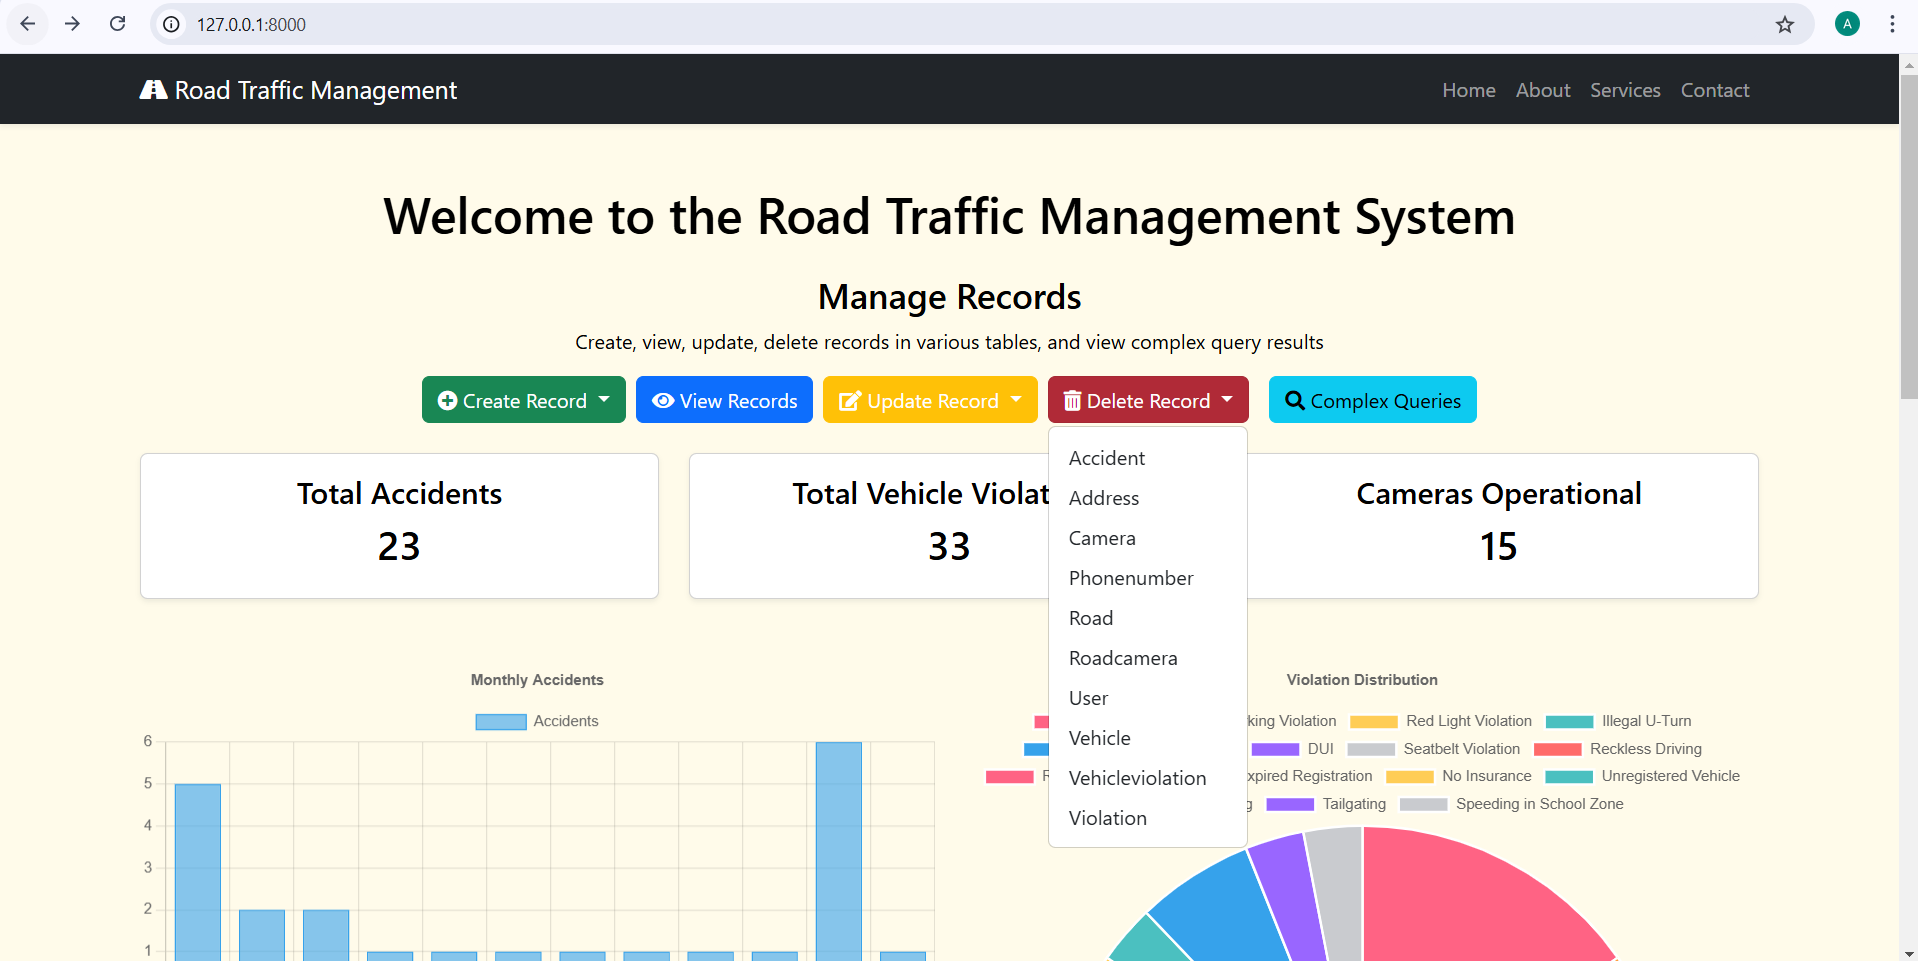 127.0.0.1:8000
A
Road Traffic Management
Home About Services Contact
Welcome to the Road Traffic Management System
Manage Records
Create, view, update, delete records in various tables, and view complex query results
Create Record View Records Update Record Delete Record Complex Queries
Accident
Address
Camera
Phonenumber
Road
Roadcamera
User
Vehicle
Vehicleviolation
Violation
Total Accidents
23
Total Vehicle Violat
33
Cameras Operational
15
Monthly Accidents
Accidents
6
5
4
3
2
1
Violation Distribution
king Violation Red Light Violation Illegal U-Turn
DUI Seatbelt Violation Reckless Driving
R xpired Registration No Insurance Unregistered Vehicle
g Tailgating Speeding in School Zone